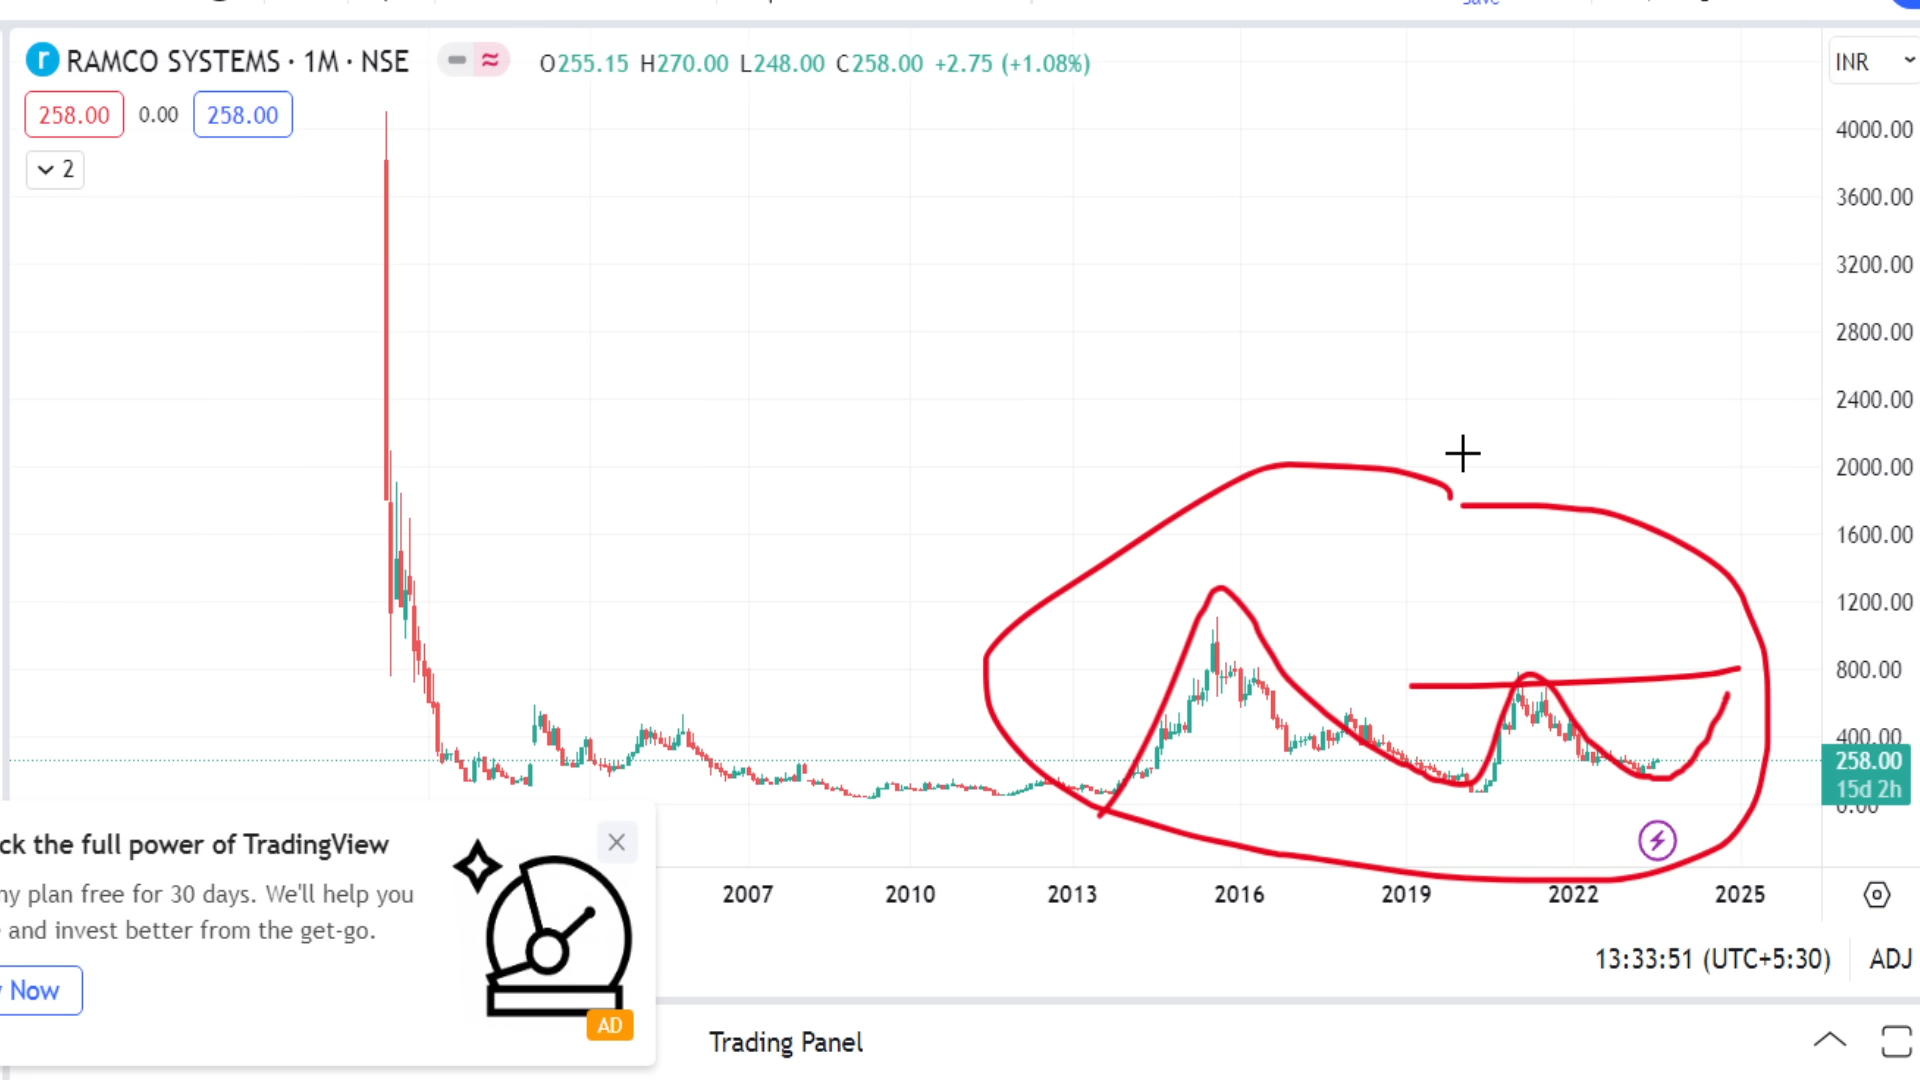 save
r RAMCO SYSTEMS · 1M · NSE
O255.15 H270.00 L248.00 C258.00 +2.75 (+1.08%)
INR
258.00 0.00 258.00
2
4000.00
3600.00
3200.00
2800.00
2400.00
2000.00
1600.00
1200.00
800.00
400.00
258.00
15d 2h
0.00
ck the full power of TradingView
ny plan free for 30 days. We'll help you
and invest better from the get-go.
Now
AD
2007 2010 2013 2016 2019 2022 2025
13:33:51 (UTC+5:30) ADJ
Trading Panel